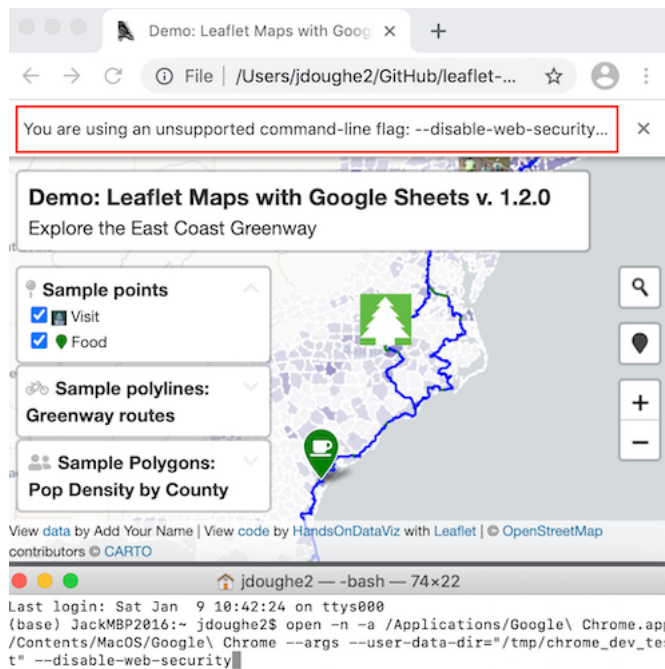 Demo: Leaflet Maps with Goog
File | /Users/jdoughe2/GitHub/leaflet-...
You are using an unsupported command-line flag: --disable-web-security...
Demo: Leaflet Maps with Google Sheets v. 1.2.0
Explore the East Coast Greenway
Sample points
Visit
Food
Sample polylines:
Greenway routes
Sample Polygons:
Pop Density by County
View data by Add Your Name | View code by HandsOnDataViz with Leaflet | © OpenStreetMap
contributors © CARTO
jdoughe2 — -bash — 74×22
Last login: Sat Jan  9 10:42:24 on ttys000
(base) JackMBP2016:~ jdoughe2$ open -n -a /Applications/Google\ Chrome.app
/Contents/MacOS/Google\ Chrome --args --user-data-dir="/tmp/chrome_dev_tes
t" --disable-web-security